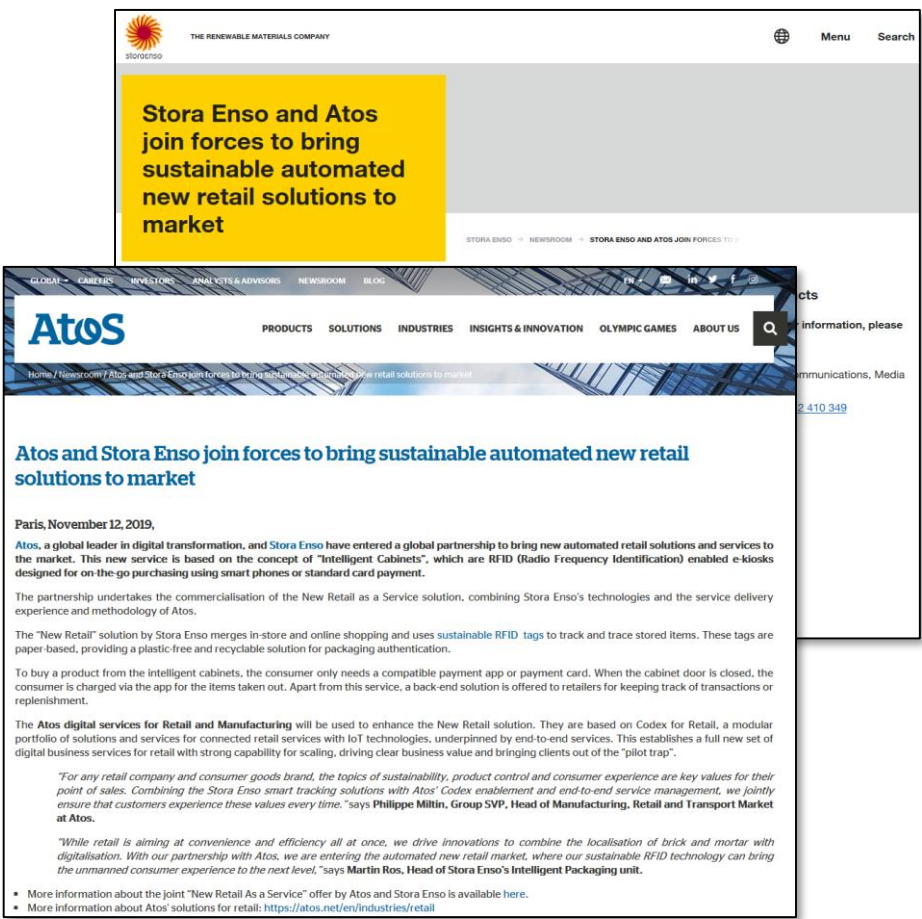 storaenso
THE RENEWABLE MATERIALS COMPANY
Menu
Search
Stora Enso and Atos
join forces to bring
sustainable automated
new retail solutions to
market
STORA ENSO → NEWSROOM → STORA ENSO AND ATOS JOIN FORCES TO
cts
information, please
mmunications, Media
2 410 349
GLOBAL CAREERS INVESTORS ANALYSTS & ADVISORS NEWSROOM BLOG EN
Atos
PRODUCTS SOLUTIONS INDUSTRIES INSIGHTS & INNOVATION OLYMPIC GAMES ABOUT US
Home / Newsroom / Atos and Stora Enso join forces to bring sustainable automated new retail solutions to market
Atos and Stora Enso join forces to bring sustainable automated new retail
solutions to market
Paris, November 12, 2019,
Atos, a global leader in digital transformation, and Stora Enso have entered a global partnership to bring new automated retail solutions and services to
the market. This new service is based on the concept of "Intelligent Cabinets", which are RFID (Radio Frequency Identification) enabled e-kiosks
designed for on-the-go purchasing using smart phones or standard card payment.
The partnership undertakes the commercialisation of the New Retail as a Service solution, combining Stora Enso's technologies and the service delivery
experience and methodology of Atos.
The "New Retail" solution by Stora Enso merges in-store and online shopping and uses sustainable RFID tags to track and trace stored items. These tags are
paper-based, providing a plastic-free and recyclable solution for packaging authentication.
To buy a product from the intelligent cabinets, the consumer only needs a compatible payment app or payment card. When the cabinet door is closed, the
consumer is charged via the app for the items taken out. Apart from this service, a back-end solution is offered to retailers for keeping track of transactions or
replenishment.
The Atos digital services for Retail and Manufacturing will be used to enhance the New Retail solution. They are based on Codex for Retail, a modular
portfolio of solutions and services for connected retail services with IoT technologies, underpinned by end-to-end services. This establishes a full new set of
digital business services for retail with strong capability for scaling, driving clear business value and bringing clients out of the "pilot trap".
"For any retail company and consumer goods brand, the topics of sustainability, product control and consumer experience are key values for their
point of sales. Combining the Stora Enso smart tracking solutions with Atos' Codex enablement and end-to-end service management, we jointly
ensure that customers experience these values every time." says Philippe Miltin, Group SVP, Head of Manufacturing, Retail and Transport Market
at Atos.
"While retail is aiming at convenience and efficiency all at once, we drive innovations to combine the localisation of brick and mortar with
digitalisation. With our partnership with Atos, we are entering the automated new retail market, where our sustainable RFID technology can bring
the unmanned consumer experience to the next level," says Martin Ros, Head of Stora Enso's Intelligent Packaging unit.
▪ More information about the joint "New Retail As a Service" offer by Atos and Stora Enso is available here.
▪ More information about Atos' solutions for retail: https://atos.net/en/industries/retail